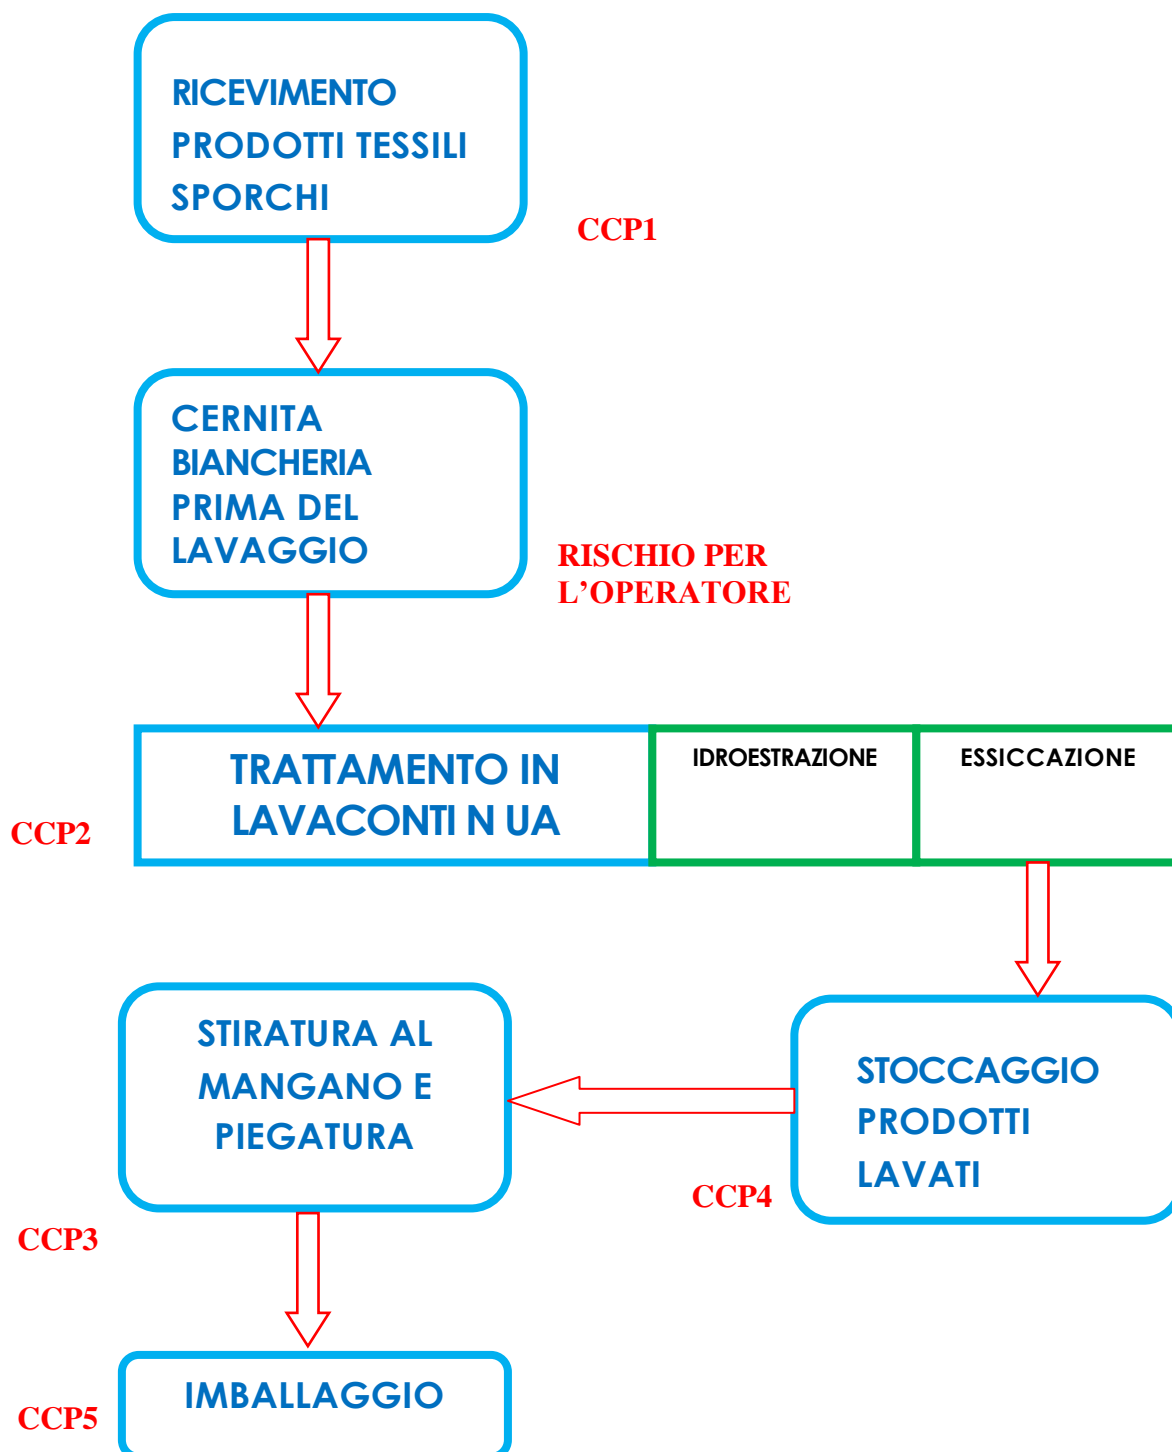 RICEVIMENTO
PRODOTTI TESSILI
SPORCHI
CCP1
CERNITA
BIANCHERIA
PRIMA DEL
LAVAGGIO
RISCHIO PER
L’OPERATORE
TRATTAMENTO IN
LAVACONTI N UA
IDROESTRAZIONE
ESSICCAZIONE
CCP2
STOCCAGGIO
PRODOTTI
LAVATI
CCP4
STIRATURA AL
MANGANO E
PIEGATURA
CCP3
IMBALLAGGIO
CCP5